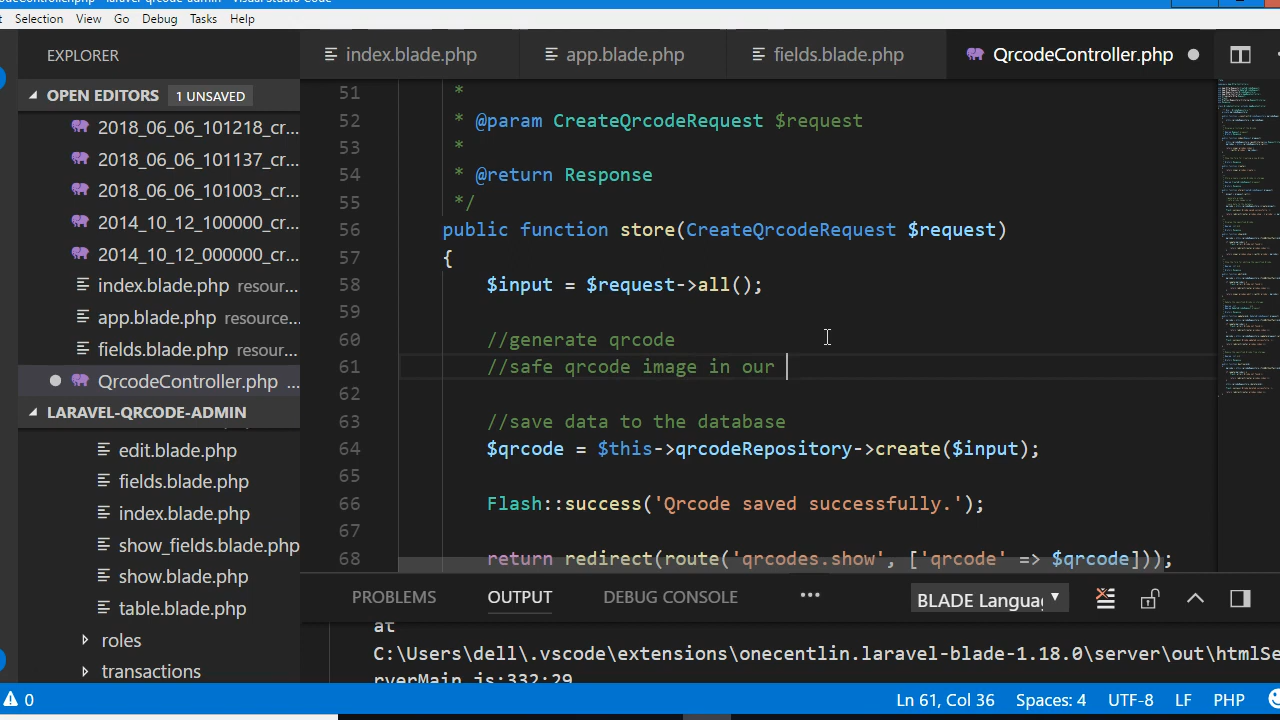 Selection View Go Debug Tasks Help
EXPLORER
OPEN EDITORS 1 UNSAVED
2018_06_06_101218_cr...
2018_06_06_101137_cr...
2018_06_06_101003_cr...
2014_10_12_100000_cr...
2014_10_12_000000_cr...
index.blade.php resour...
app.blade.php resource...
fields.blade.php resour...
QrcodeController.php ...
LARAVEL-QRCODE-ADMIN
edit.blade.php
fields.blade.php
index.blade.php
show_fields.blade.php
show.blade.php
table.blade.php
roles
transactions
index.blade.php app.blade.php fields.blade.php QrcodeController.php
51 *
52 * @param CreateQrcodeRequest $request
53 *
54 * @return Response
55 */
56 public function store(CreateQrcodeRequest $request)
57 {
58 $input = $request->all();
59
60 //generate qrcode
61 //safe qrcode image in our
62
63 //save data to the database
64 $qrcode = $this->qrcodeRepository->create($input);
65
66 Flash::success('Qrcode saved successfully.');
67
68 return redirect(route('qrcodes.show', ['qrcode' => $qrcode]));
PROBLEMS OUTPUT DEBUG CONSOLE ••• BLADE Langua
at
C:\Users\dell\.vscode\extensions\onecentlin.laravel-blade-1.18.0\server\out\htmlSe
rverMain.js:332:29
0 Ln 61, Col 36 Spaces: 4 UTF-8 LF PHP